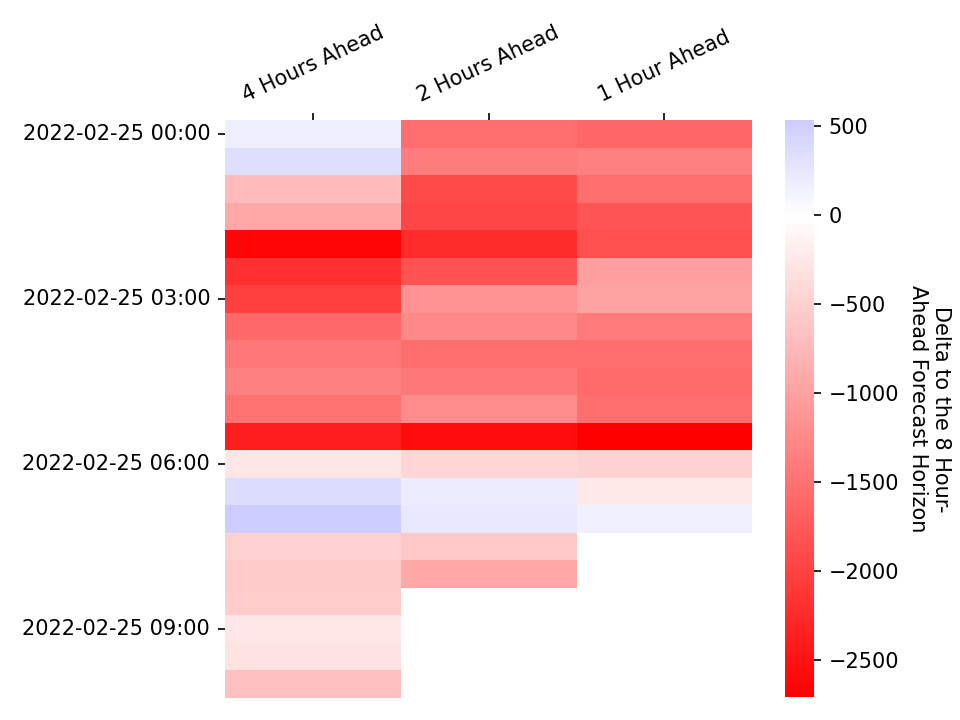 4 Hours Ahead
2 Hours Ahead
1 Hour Ahead
2022-02-25 00:00
2022-02-25 03:00
2022-02-25 06:00
2022-02-25 09:00
500
0
−500
−1000
−1500
−2000
−2500
Delta to the 8 Hour-
Ahead Forecast Horizon